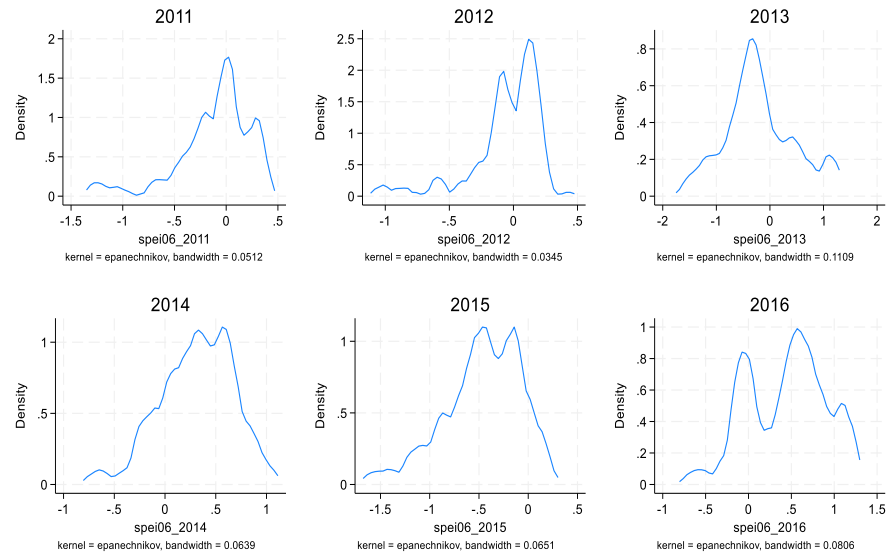 2011
2
1.5
1
.5
0
Density
-1.5 -1 -.5 0 .5
spei06_2011
kernel = epanechnikov, bandwidth = 0.0512
2012
2.5
2
1.5
1
.5
0
Density
-1 -.5 0 .5
spei06_2012
kernel = epanechnikov, bandwidth = 0.0345
2013
.8
.6
.4
.2
0
Density
-2 -1 0 1 2
spei06_2013
kernel = epanechnikov, bandwidth = 0.1109
2014
1
.5
0
Density
-1 -.5 0 .5 1
spei06_2014
kernel = epanechnikov, bandwidth = 0.0639
2015
1
.5
0
Density
-1.5 -1 -.5 0 .5
spei06_2015
kernel = epanechnikov, bandwidth = 0.0651
2016
1
.8
.6
.4
.2
0
Density
-1 -.5 0 .5 1 1.5
spei06_2016
kernel = epanechnikov, bandwidth = 0.0806